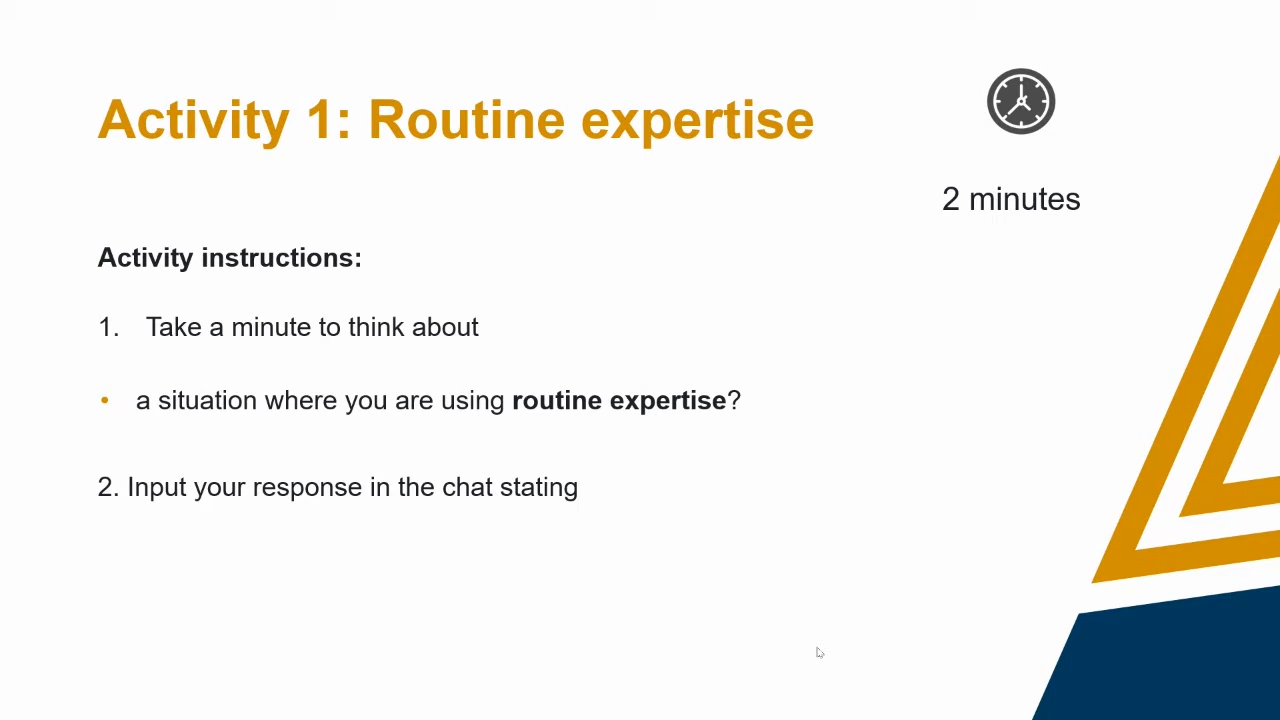 Activity 1: Routine expertise
2 minutes
Activity instructions:
1. Take a minute to think about
• a situation where you are using routine expertise?
2. Input your response in the chat stating